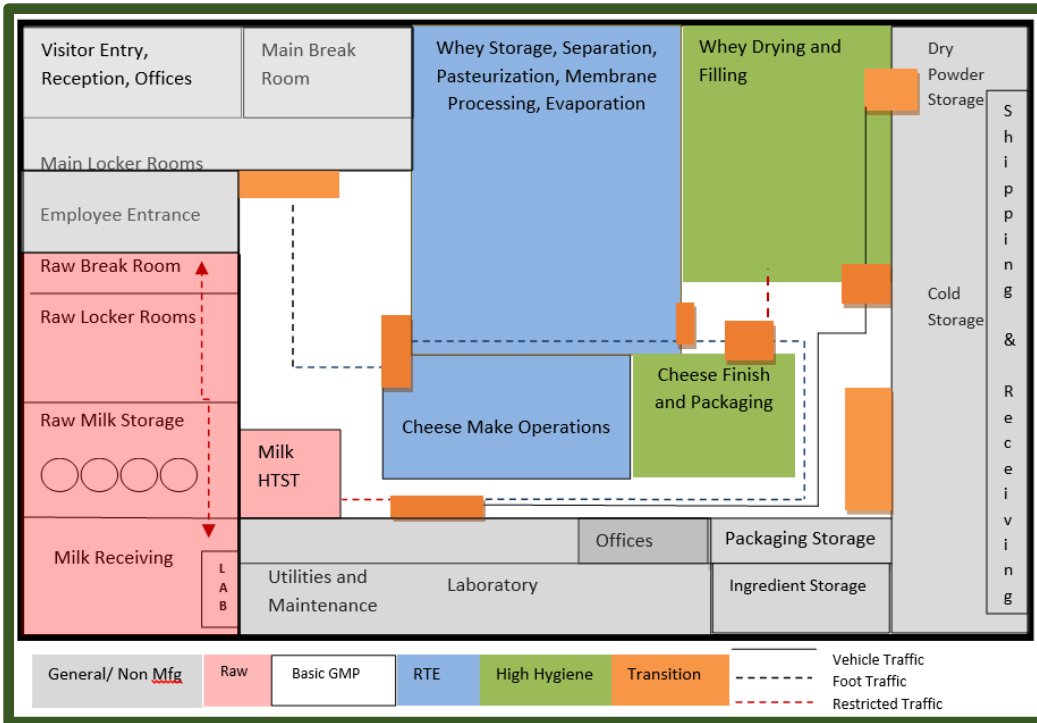 Visitor Entry,
Reception, Offices
Main Break
Room
Whey Storage, Separation,
Pasteurization, Membrane
Processing, Evaporation
Whey Drying and
Filling
Dry
Powder
Storage
Shipping & Receiving
Main Locker Rooms
Employee Entrance
Raw Break Room
Raw Locker Rooms
Cold
Storage
Cheese Finish
and Packaging
Cheese Make Operations
Raw Milk Storage
Milk
HTST
Milk Receiving
LAB
Offices
Packaging Storage
Utilities and
Maintenance
Laboratory
Ingredient Storage
General/ Non Mfg
Raw
Basic GMP
RTE
High Hygiene
Transition
Vehicle Traffic
Foot Traffic
Restricted Traffic